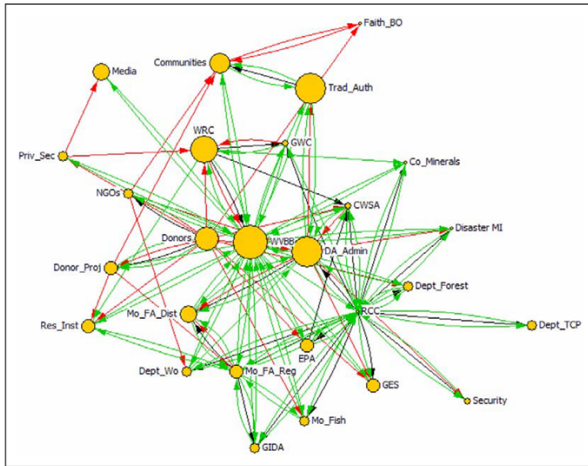 Faith_BO
Communities
Media
Trad_Auth
WRC
GWC
Priv_Sec
Co_Minerals
NGOs
CWSA
Donors
WVBB
DA_Admin
Disaster MI
Donor_Proj
Dept_Forest
Mo_FA_Dist
RCC
Res_Inst
Dept_TCP
EPA
Dept_Wo
Mo_FA_Reg
GES
Security
Mo_Fish
GIDA